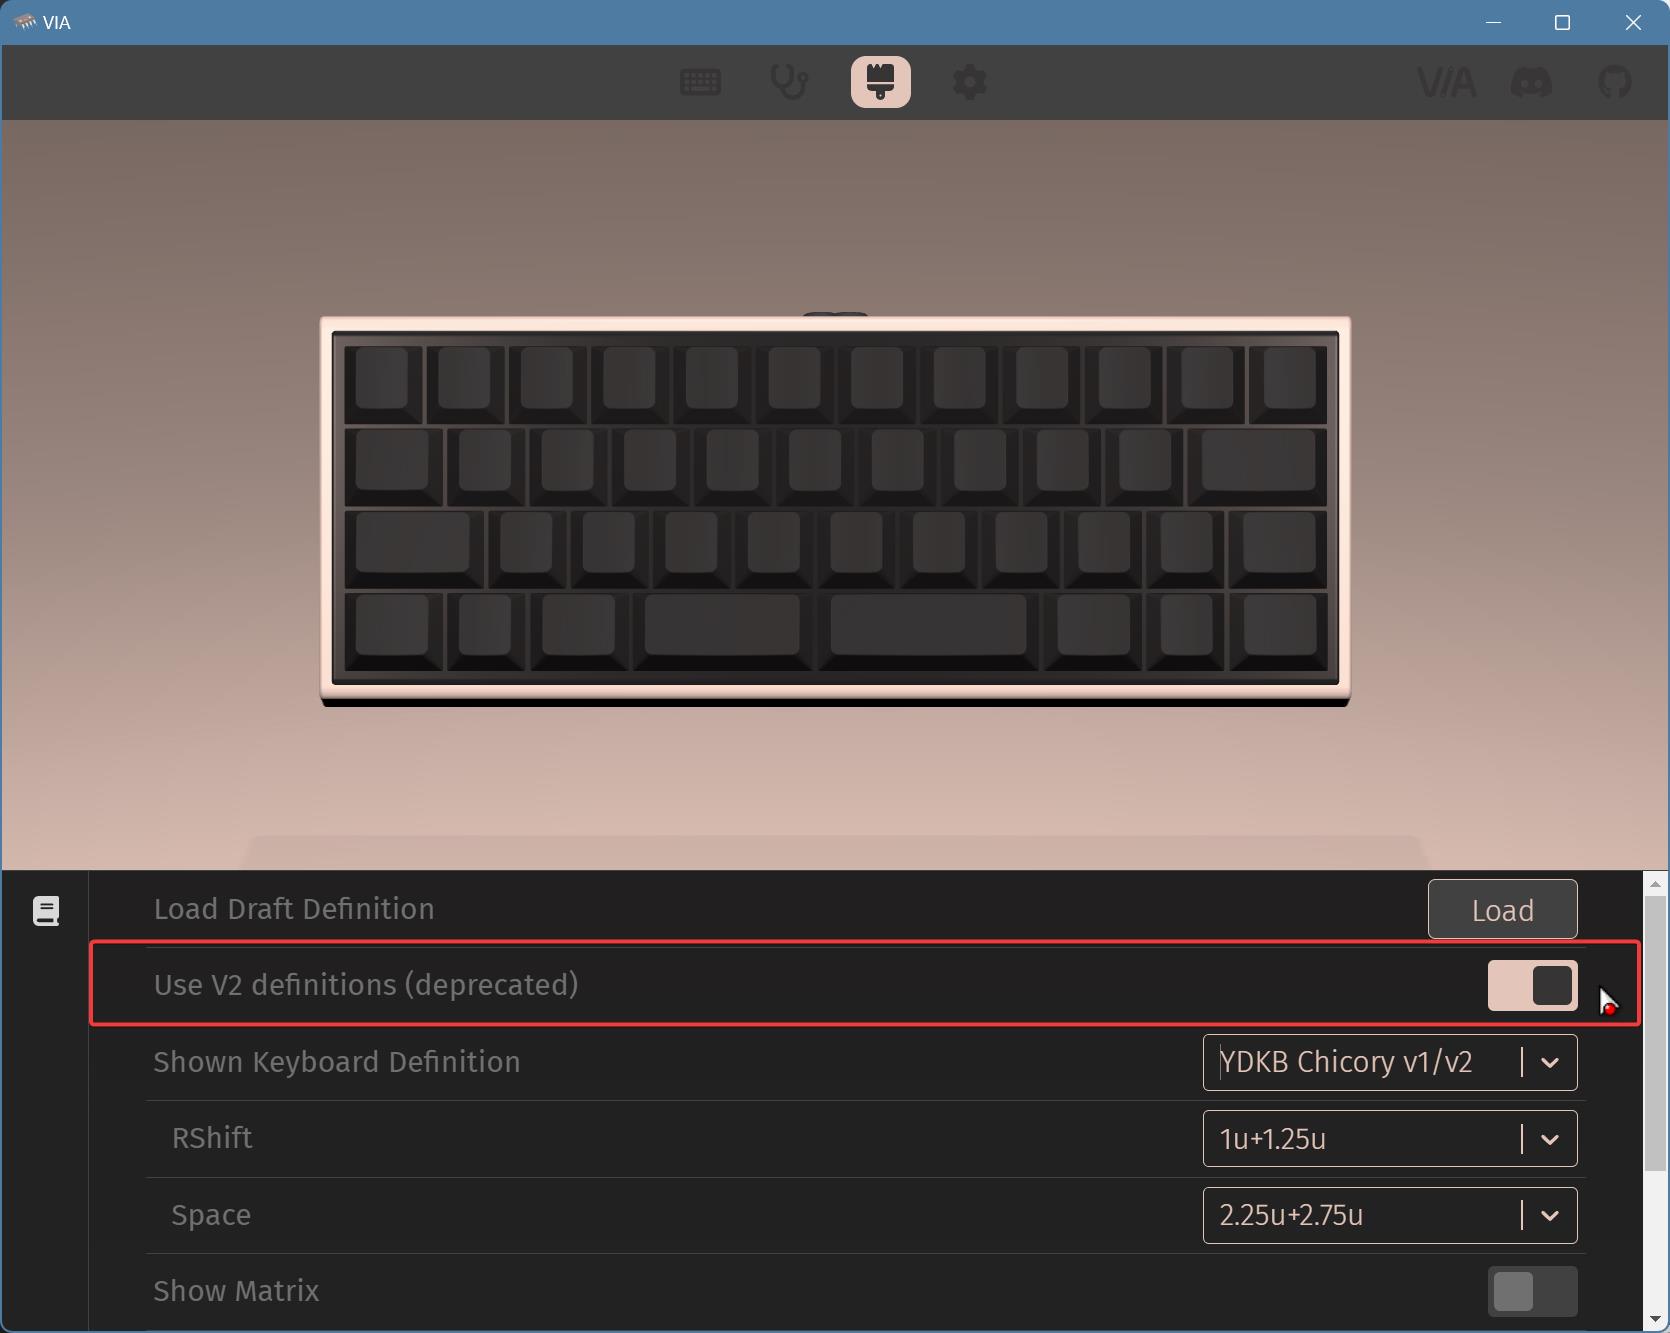 VIA
VIA
Load Draft Definition
Load
Use V2 definitions (deprecated)
Shown Keyboard Definition
YDKB Chicory v1/v2
RShift
1u+1.25u
Space
2.25u+2.75u
Show Matrix